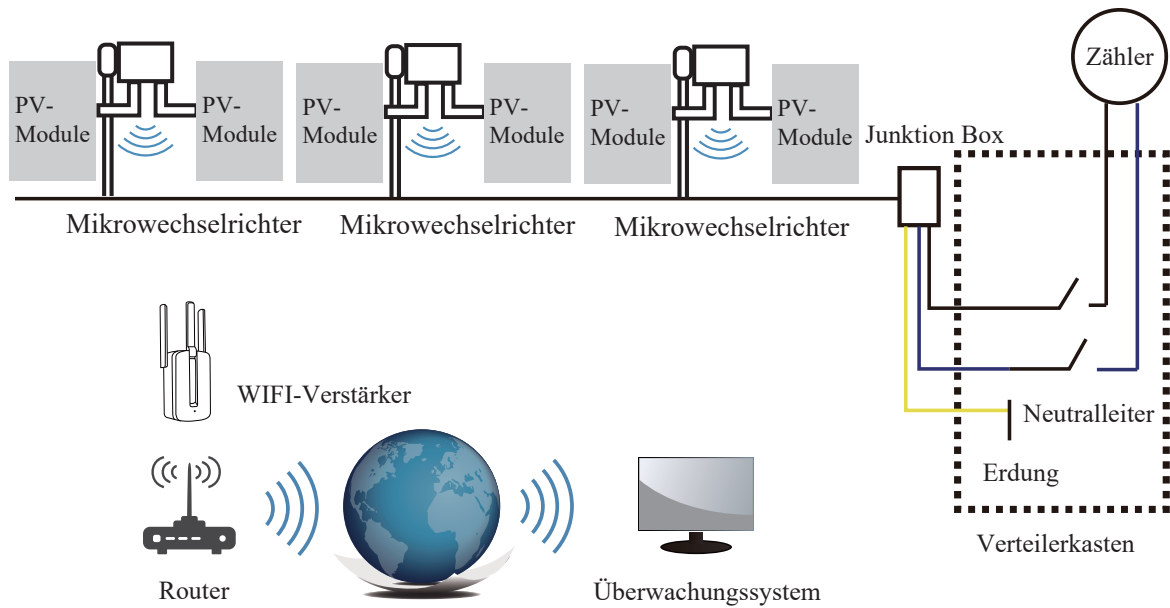 Zähler
PV-
Module
PV-
Module
PV-
Module
PV-
Module
PV-
Module
PV-
Module
Junktion Box
Mikrowechselrichter
Mikrowechselrichter
Mikrowechselrichter
WIFI-Verstärker
Neutralleiter
Erdung
Verteilerkasten
Router
Überwachungssystem